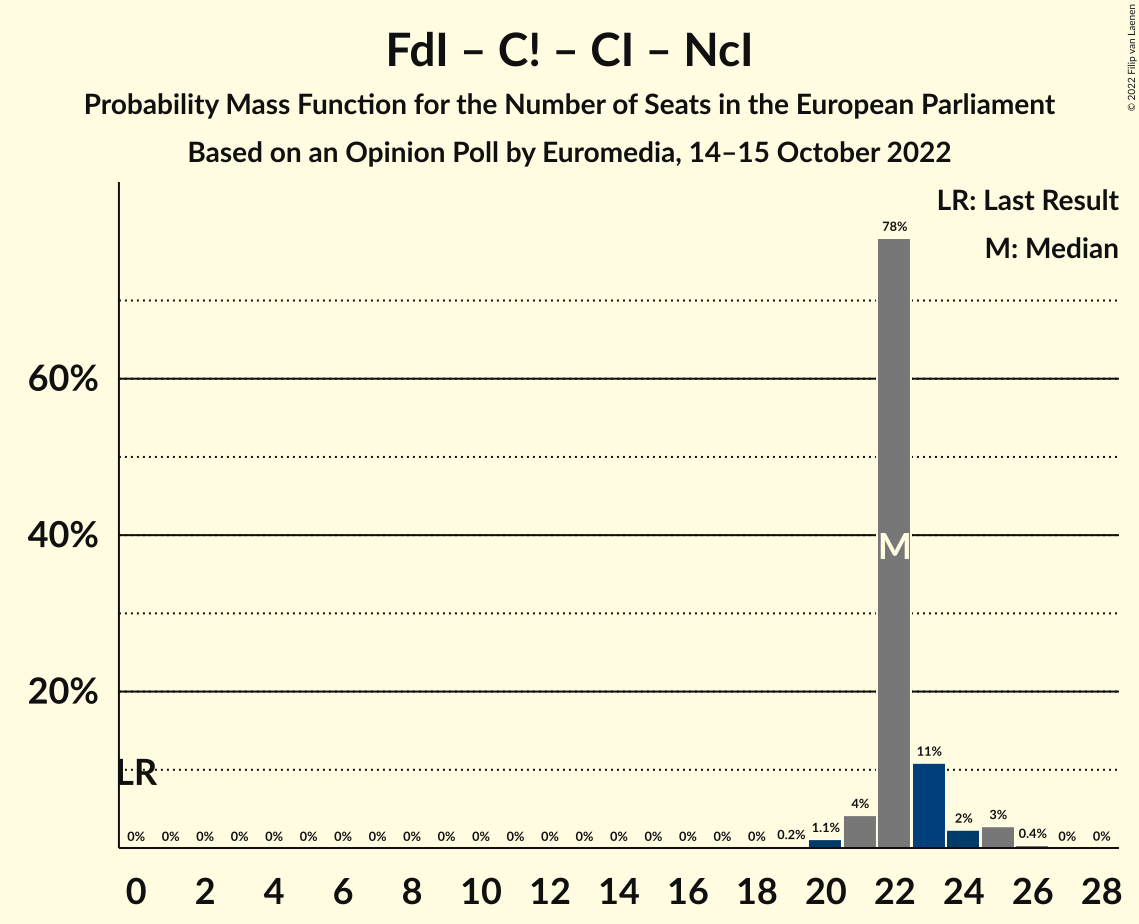 FdI – C! – CI – NcI
Probability Mass Function for the Number of Seats in the European Parliament
Based on an Opinion Poll by Euromedia, 14–15 October 2022
© 2022 Filip van Laenen
LR: Last Result
M: Median
60%
40%
20%
LR
M
0% 0% 0% 0% 0% 0% 0% 0% 0% 0% 0% 0% 0% 0% 0% 0% 0% 0% 0% 0.2% 1.1% 4% 78% 11% 2% 3% 0.4% 0% 0%
0 2 4 6 8 10 12 14 16 18 20 22 24 26 28